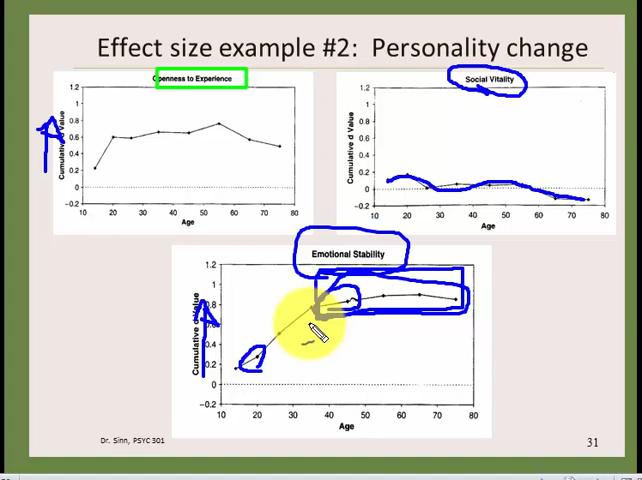 Effect size example #2: Personality change
Openness to Experience
Social Vitality
1.2
1
0.8
0.6
0.4
0.2
0
−0.2
Cumulative d Value
10 20 30 40 50 60 70 80
Age
1.2
1
0.8
0.6
0.4
0.2
0
−0.2
Cumulative d Value
10 20 30 40 50 60 70 80
Age
Emotional Stability
1.2
1
0.8
0.6
0.4
0.2
0
−0.2
Cumulative d Value
10 20 30 40 50 60 70 80
Age
Dr. Sinn, PSYC 301
31